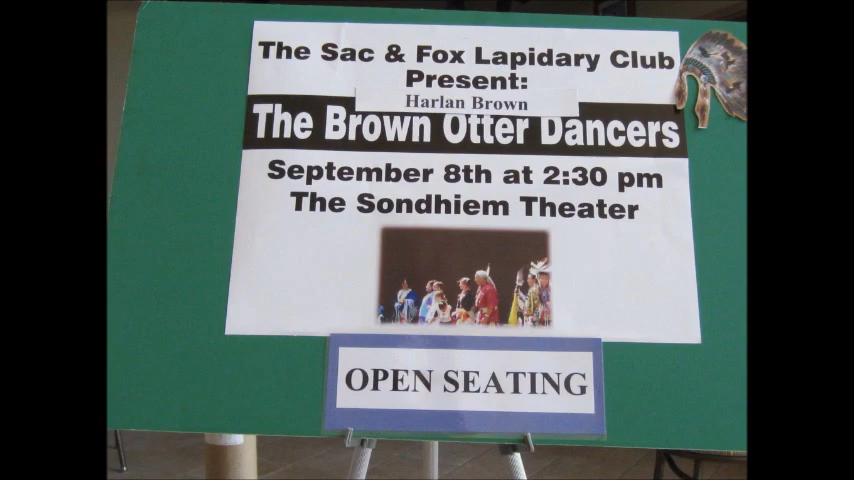 The Sac & Fox Lapidary Club
Present:
Harlan Brown
The Brown Otter Dancers
September 8th at 2:30 pm
The Sondhiem Theater
OPEN SEATING